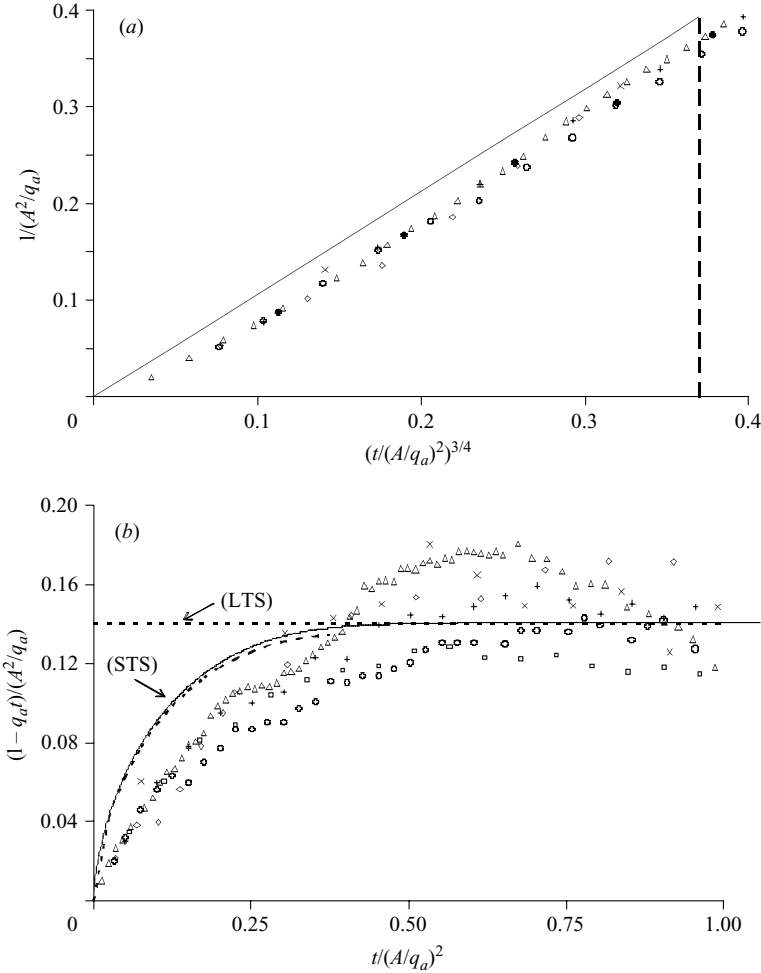 0.4
(a)
0.3
0.2
0.1
0
0.1
0.2
0.3
0.4
l/(A²/qₐ)
(t/(A/qₐ)²)³/⁴
0.20
(b)
0.16
(LTS)
0.12
(STS)
0.08
0.04
0
0.25
0.50
0.75
1.00
(l – qₐt)/(A²/qₐ)
t/(A/qₐ)²